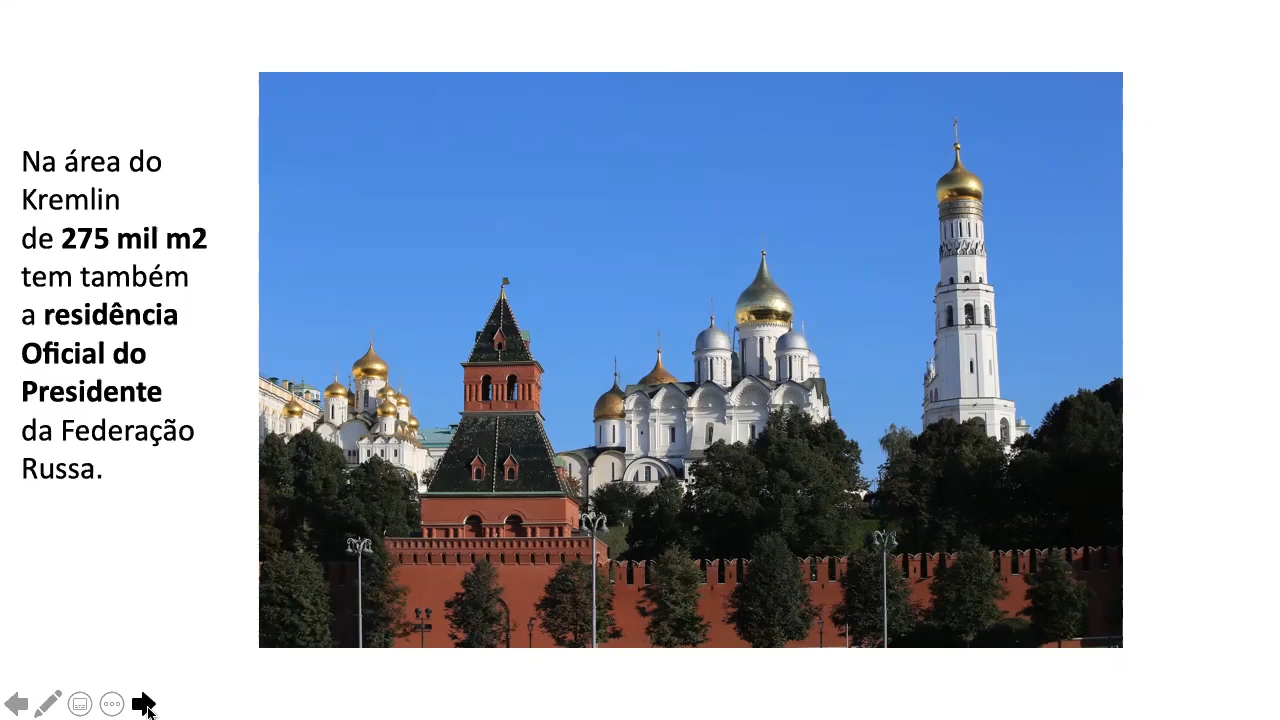 Na área do
Kremlin
de 275 mil m2
tem também
a residência
Oficial do
Presidente
da Federação
Russa.